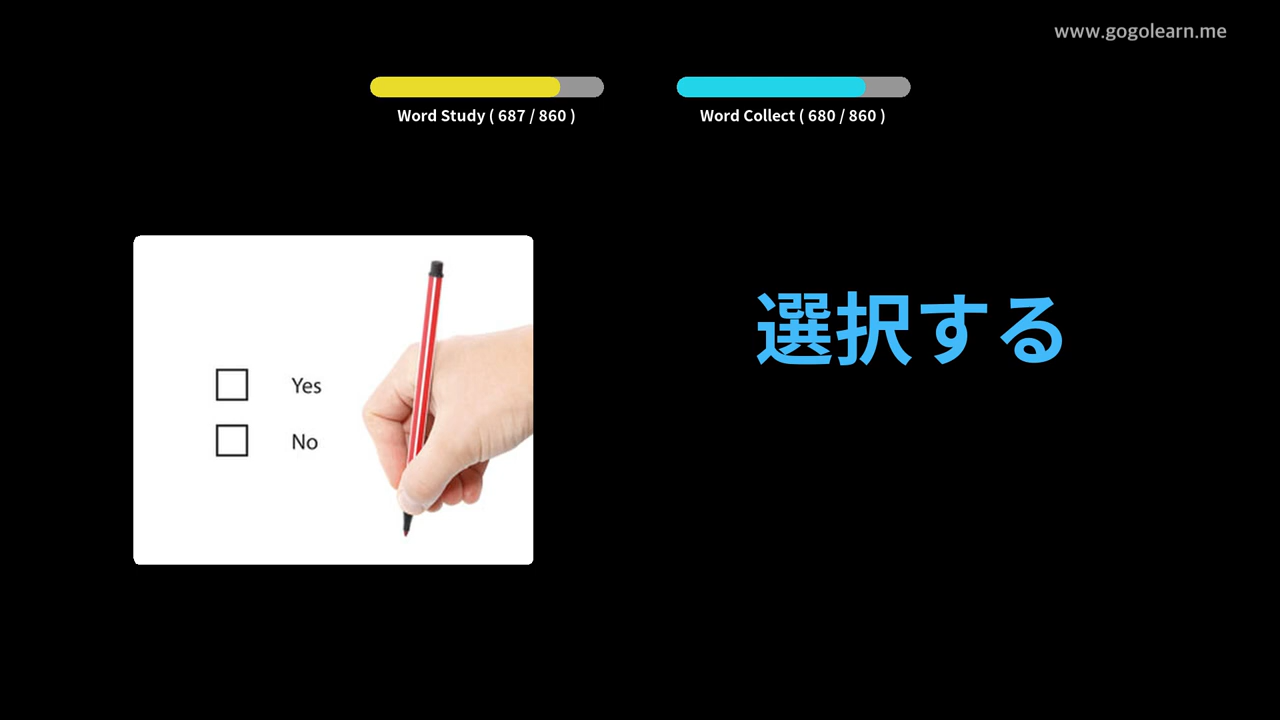 www.gogolearn.me
Word Study ( 687 / 860 )
Word Collect ( 680 / 860 )
選択する
Yes
No